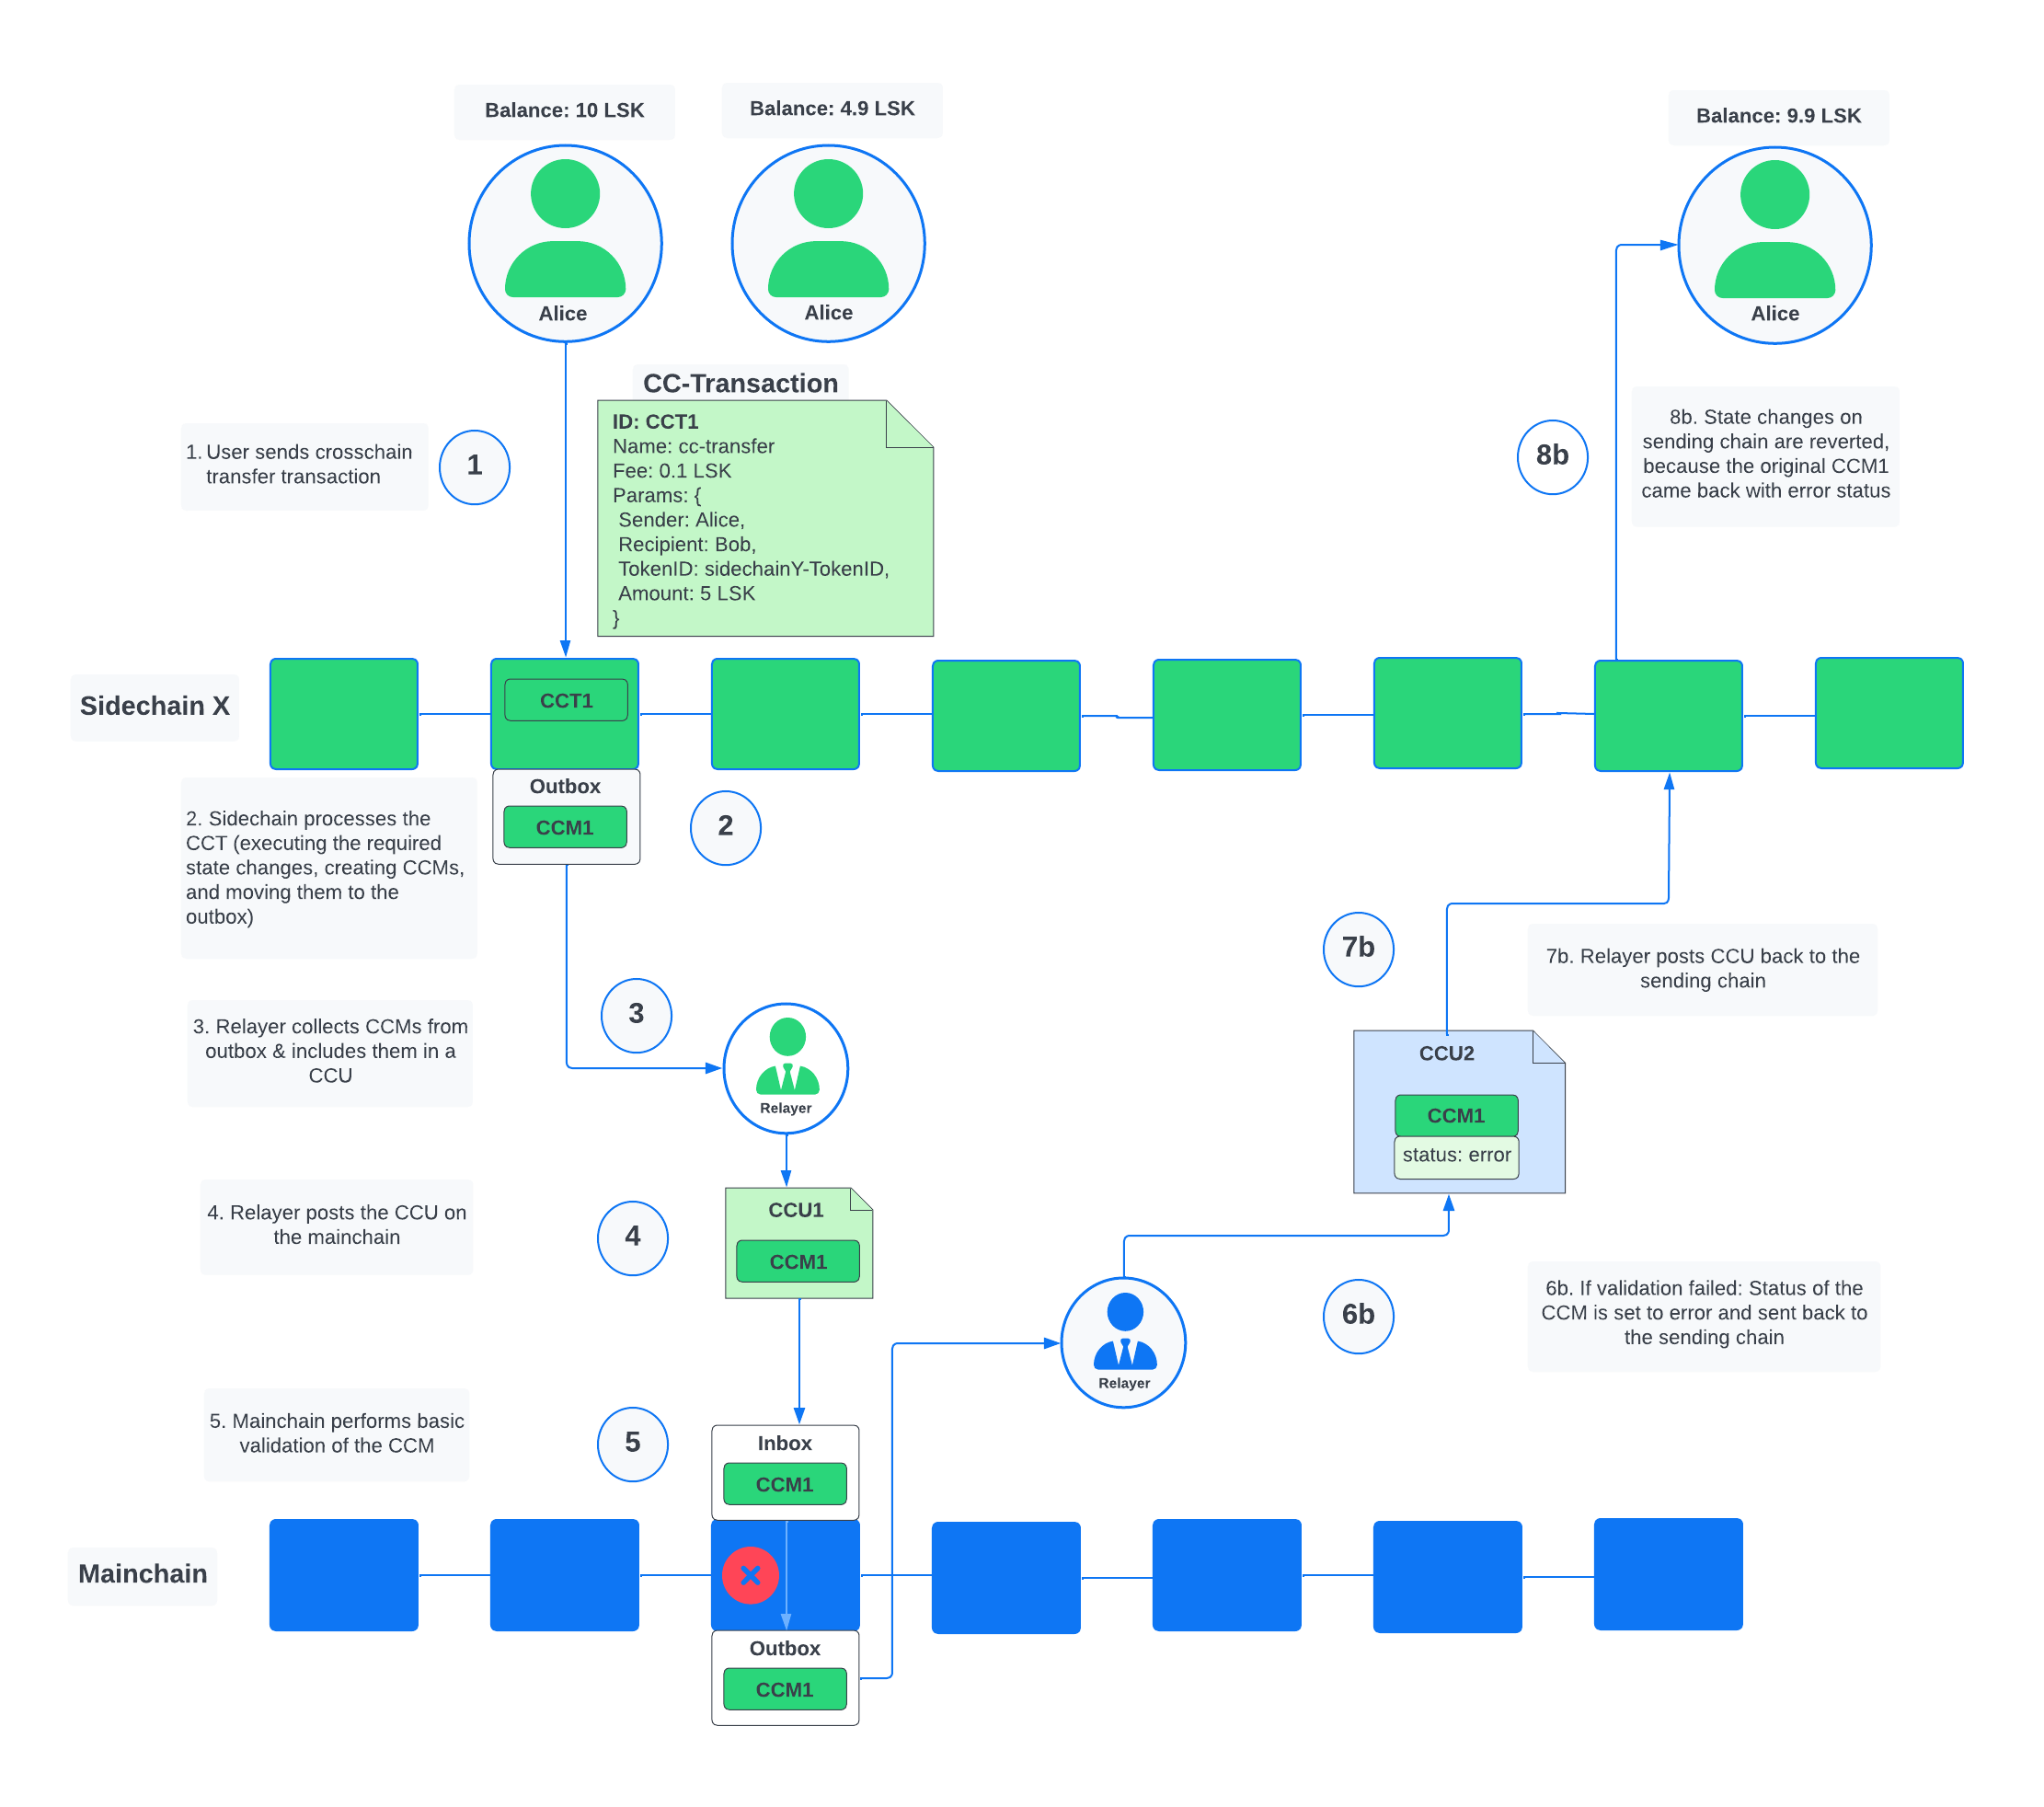 Balance: 10 LSK
Balance: 4.9 LSK
Balance: 9.9 LSK
Alice
Alice
Alice
CC-Transaction
ID: CCT1
Name: cc-transfer
Fee: 0.1 LSK
Params: {
Sender: Alice,
Recipient: Bob,
TokenID: sidechainY-TokenID,
Amount: 5 LSK
}
1. User sends crosschain
transfer transaction
1
8b
8b. State changes on
sending chain are reverted,
because the original CCM1
came back with error status
Sidechain X
CCT1
Outbox
CCM1
2
2. Sidechain processes the
CCT (executing the required
state changes, creating CCMs,
and moving them to the
outbox)
7b
7b. Relayer posts CCU back to the
sending chain
3
3. Relayer collects CCMs from
outbox & includes them in a
CCU
Relayer
CCU2
CCM1
status: error
4. Relayer posts the CCU on
the mainchain
4
CCU1
CCM1
6b
6b. If validation failed: Status of the
CCM is set to error and sent back to
the sending chain
Relayer
5. Mainchain performs basic
validation of the CCM
5
Inbox
CCM1
Mainchain
Outbox
CCM1